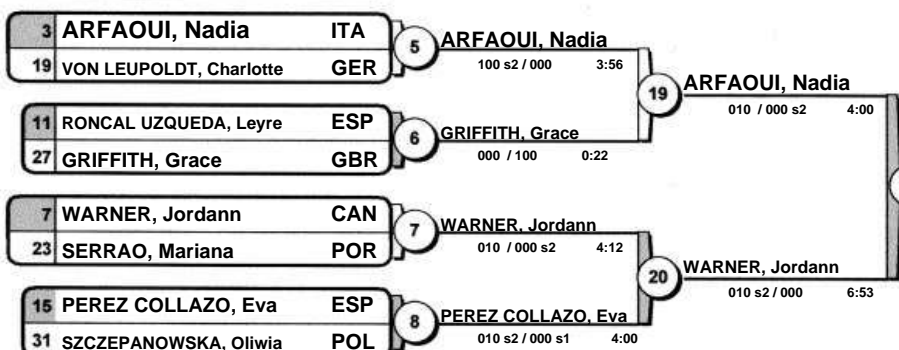 3 ARFAOUI, Nadia ITA
19 VON LEUPOLDT, Charlotte GER
5
ARFAOUI, Nadia
100 s2 / 000 3:56
11 RONCAL UZQUEDA, Leyre ESP
27 GRIFFITH, Grace GBR
6
GRIFFITH, Grace
000 / 100 0:22
19
ARFAOUI, Nadia
010 / 000 s2 4:00
7 WARNER, Jordann CAN
23 SERRAO, Mariana POR
7
WARNER, Jordann
010 / 000 s2 4:12
15 PEREZ COLLAZO, Eva ESP
31 SZCZEPANOWSKA, Oliwia POL
8
PEREZ COLLAZO, Eva
010 s2 / 000 s1 4:00
20
WARNER, Jordann
010 s2 / 000 6:53